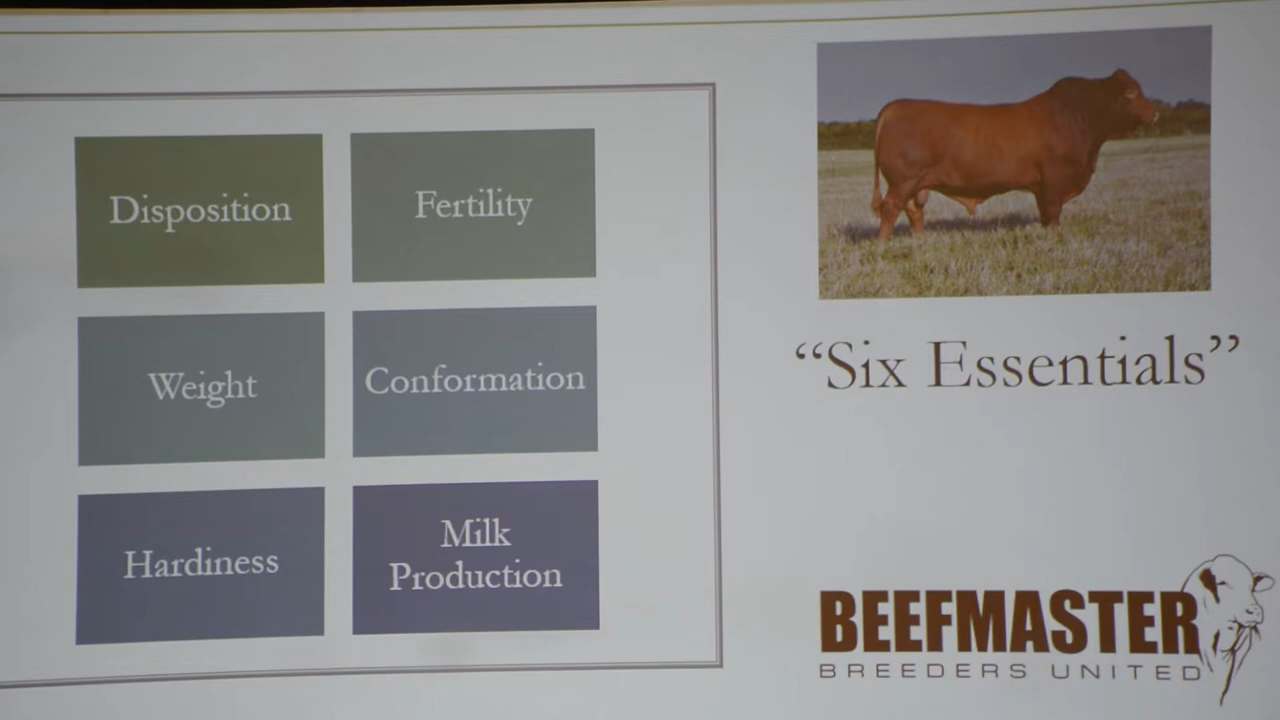 Disposition
Fertility
Weight
Conformation
Hardiness
Milk
Production
“Six Essentials”
BEEFMASTER
BREEDERS UNITED